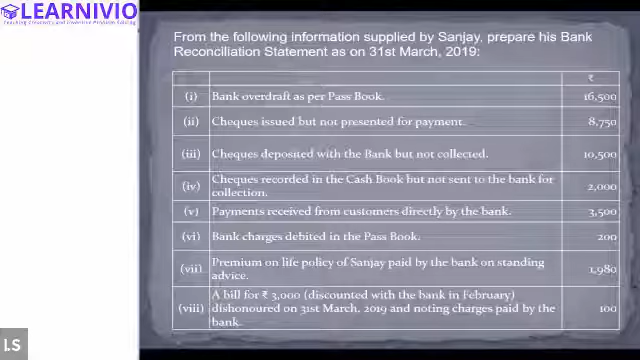 LEARNIVIO
Teaching Creativity and Inventive Problem Solving
From the following information supplied by Sanjay, prepare his Bank
Reconciliation Statement as on 31st March, 2019:
₹
(i) Bank overdraft as per Pass Book. 16,500
(ii) Cheques issued but not presented for payment. 8,750
(iii) Cheques deposited with the Bank but not collected. 10,500
(iv) Cheques recorded in the Cash Book but not sent to the bank for
collection. 2,000
(v) Payments received from customers directly by the bank. 3,500
(vi) Bank charges debited in the Pass Book. 200
(vii) Premium on life policy of Sanjay paid by the bank on standing
advice. 1,980
(viii) A bill for ₹ 3,000 (discounted with the bank in February)
dishonoured on 31st March, 2019 and noting charges paid by the
bank. 100
I.S